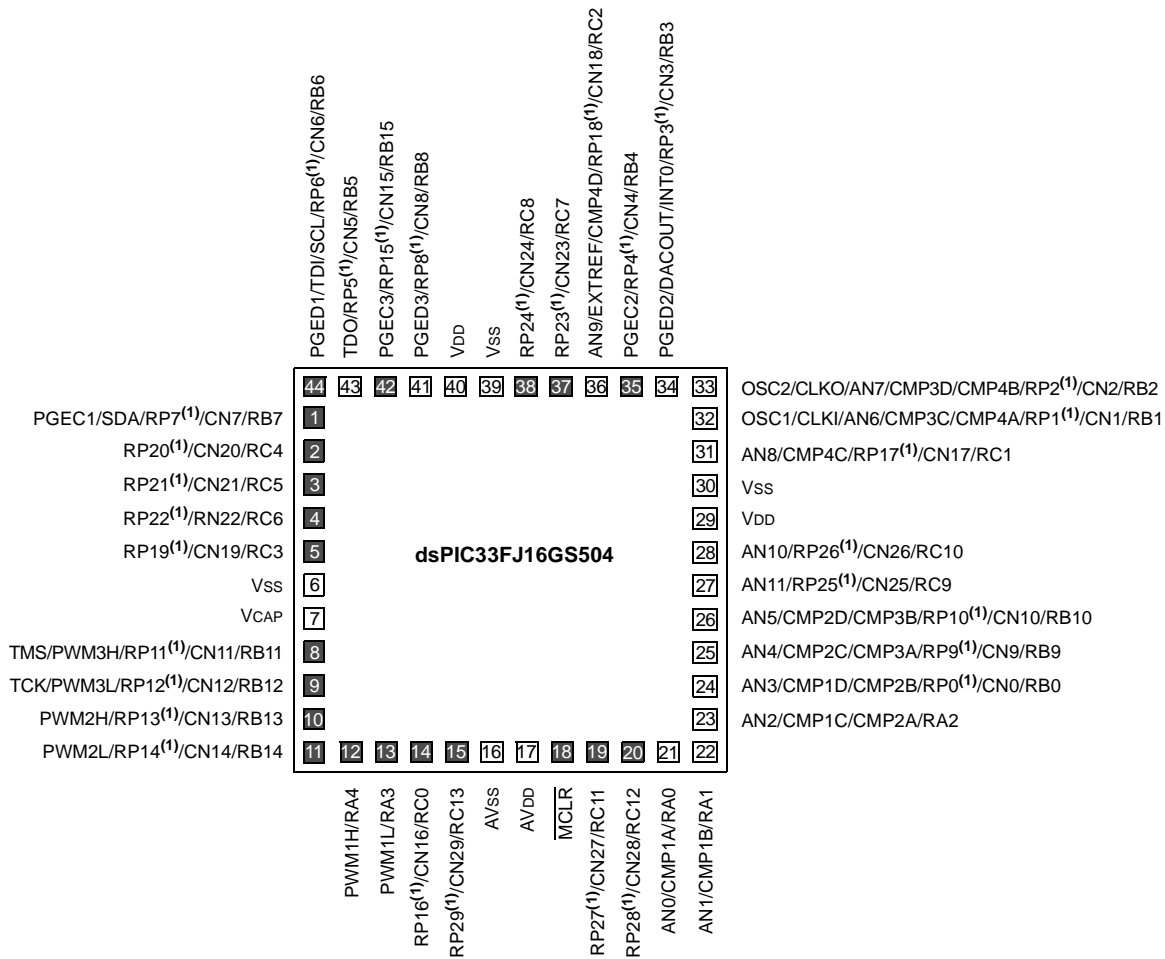 PGED1/TDI/SCL/RP6(1)/CN6/RB6
TDO/RP5(1)/CN5/RB5
PGEC3/RP15(1)/CN15/RB15
PGED3/RP8(1)/CN8/RB8
VDD
VSS
RP24(1)/CN24/RC8
RP23(1)/CN23/RC7
AN9/EXTREF/CMP4D/RP18(1)/CN18/RC2
PGEC2/RP4(1)/CN4/RB4
PGED2/DACOUT/INT0/RP3(1)/CN3/RB3
44 43 42 41 40 39 38 37 36 35 34 33 OSC2/CLKO/AN7/CMP3D/CMP4B/RP2(1)/CN2/RB2
PGEC1/SDA/RP7(1)/CN7/RB7 1
32 OSC1/CLKI/AN6/CMP3C/CMP4A/RP1(1)/CN1/RB1
RP20(1)/CN20/RC4 2
31 AN8/CMP4C/RP17(1)/CN17/RC1
RP21(1)/CN21/RC5 3
30 VSS
RP22(1)/RN22/RC6 4
29 VDD
RP19(1)/CN19/RC3 5
dsPIC33FJ16GS504
28 AN10/RP26(1)/CN26/RC10
VSS 6
27 AN11/RP25(1)/CN25/RC9
VCAP 7
26 AN5/CMP2D/CMP3B/RP10(1)/CN10/RB10
TMS/PWM3H/RP11(1)/CN11/RB11 8
25 AN4/CMP2C/CMP3A/RP9(1)/CN9/RB9
TCK/PWM3L/RP12(1)/CN12/RB12 9
24 AN3/CMP1D/CMP2B/RP0(1)/CN0/RB0
PWM2H/RP13(1)/CN13/RB13 10
23 AN2/CMP1C/CMP2A/RA2
PWM2L/RP14(1)/CN14/RB14 11 12 13 14 15 16 17 18 19 20 21 22
PWM1H/RA4
PWM1L/RA3
RP16(1)/CN16/RC0
RP29(1)/CN29/RC13
AVSS
AVDD
MCLR
RP27(1)/CN27/RC11
RP28(1)/CN28/RC12
AN0/CMP1A/RA0
AN1/CMP1B/RA1